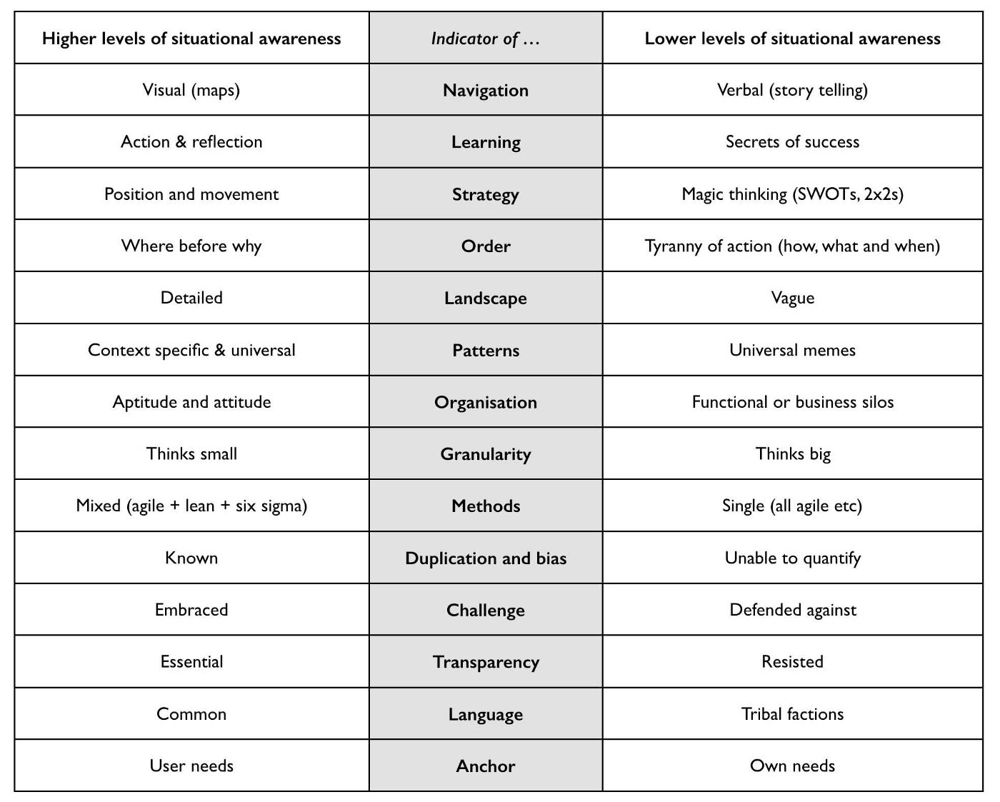 Higher levels of situational awareness Indicator of … Lower levels of situational awareness
Visual (maps) Navigation Verbal (story telling)
Action & reflection Learning Secrets of success
Position and movement Strategy Magic thinking (SWOTs, 2x2s)
Where before why Order Tyranny of action (how, what and when)
Detailed Landscape Vague
Context specific & universal Patterns Universal memes
Aptitude and attitude Organisation Functional or business silos
Thinks small Granularity Thinks big
Mixed (agile + lean + six sigma) Methods Single (all agile etc)
Known Duplication and bias Unable to quantify
Embraced Challenge Defended against
Essential Transparency Resisted
Common Language Tribal factions
User needs Anchor Own needs